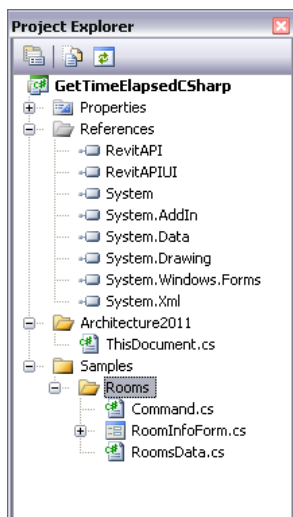 Project Explorer
GetTimeElapsedCSharp
Properties
References
RevitAPI
RevitAPIUI
System
System.AddIn
System.Data
System.Drawing
System.Windows.Forms
System.Xml
Architecture2011
ThisDocument.cs
Samples
Rooms
Command.cs
RoomInfoForm.cs
RoomsData.cs